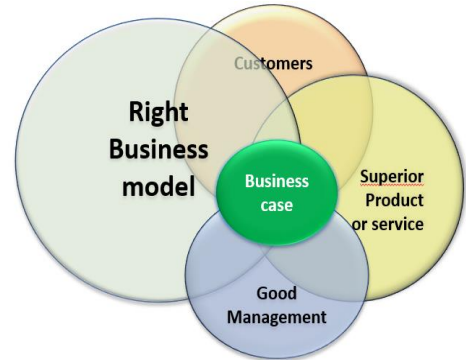 Customers
Right
Business
model
Business
case
Superior
Product
or service
Good
Management